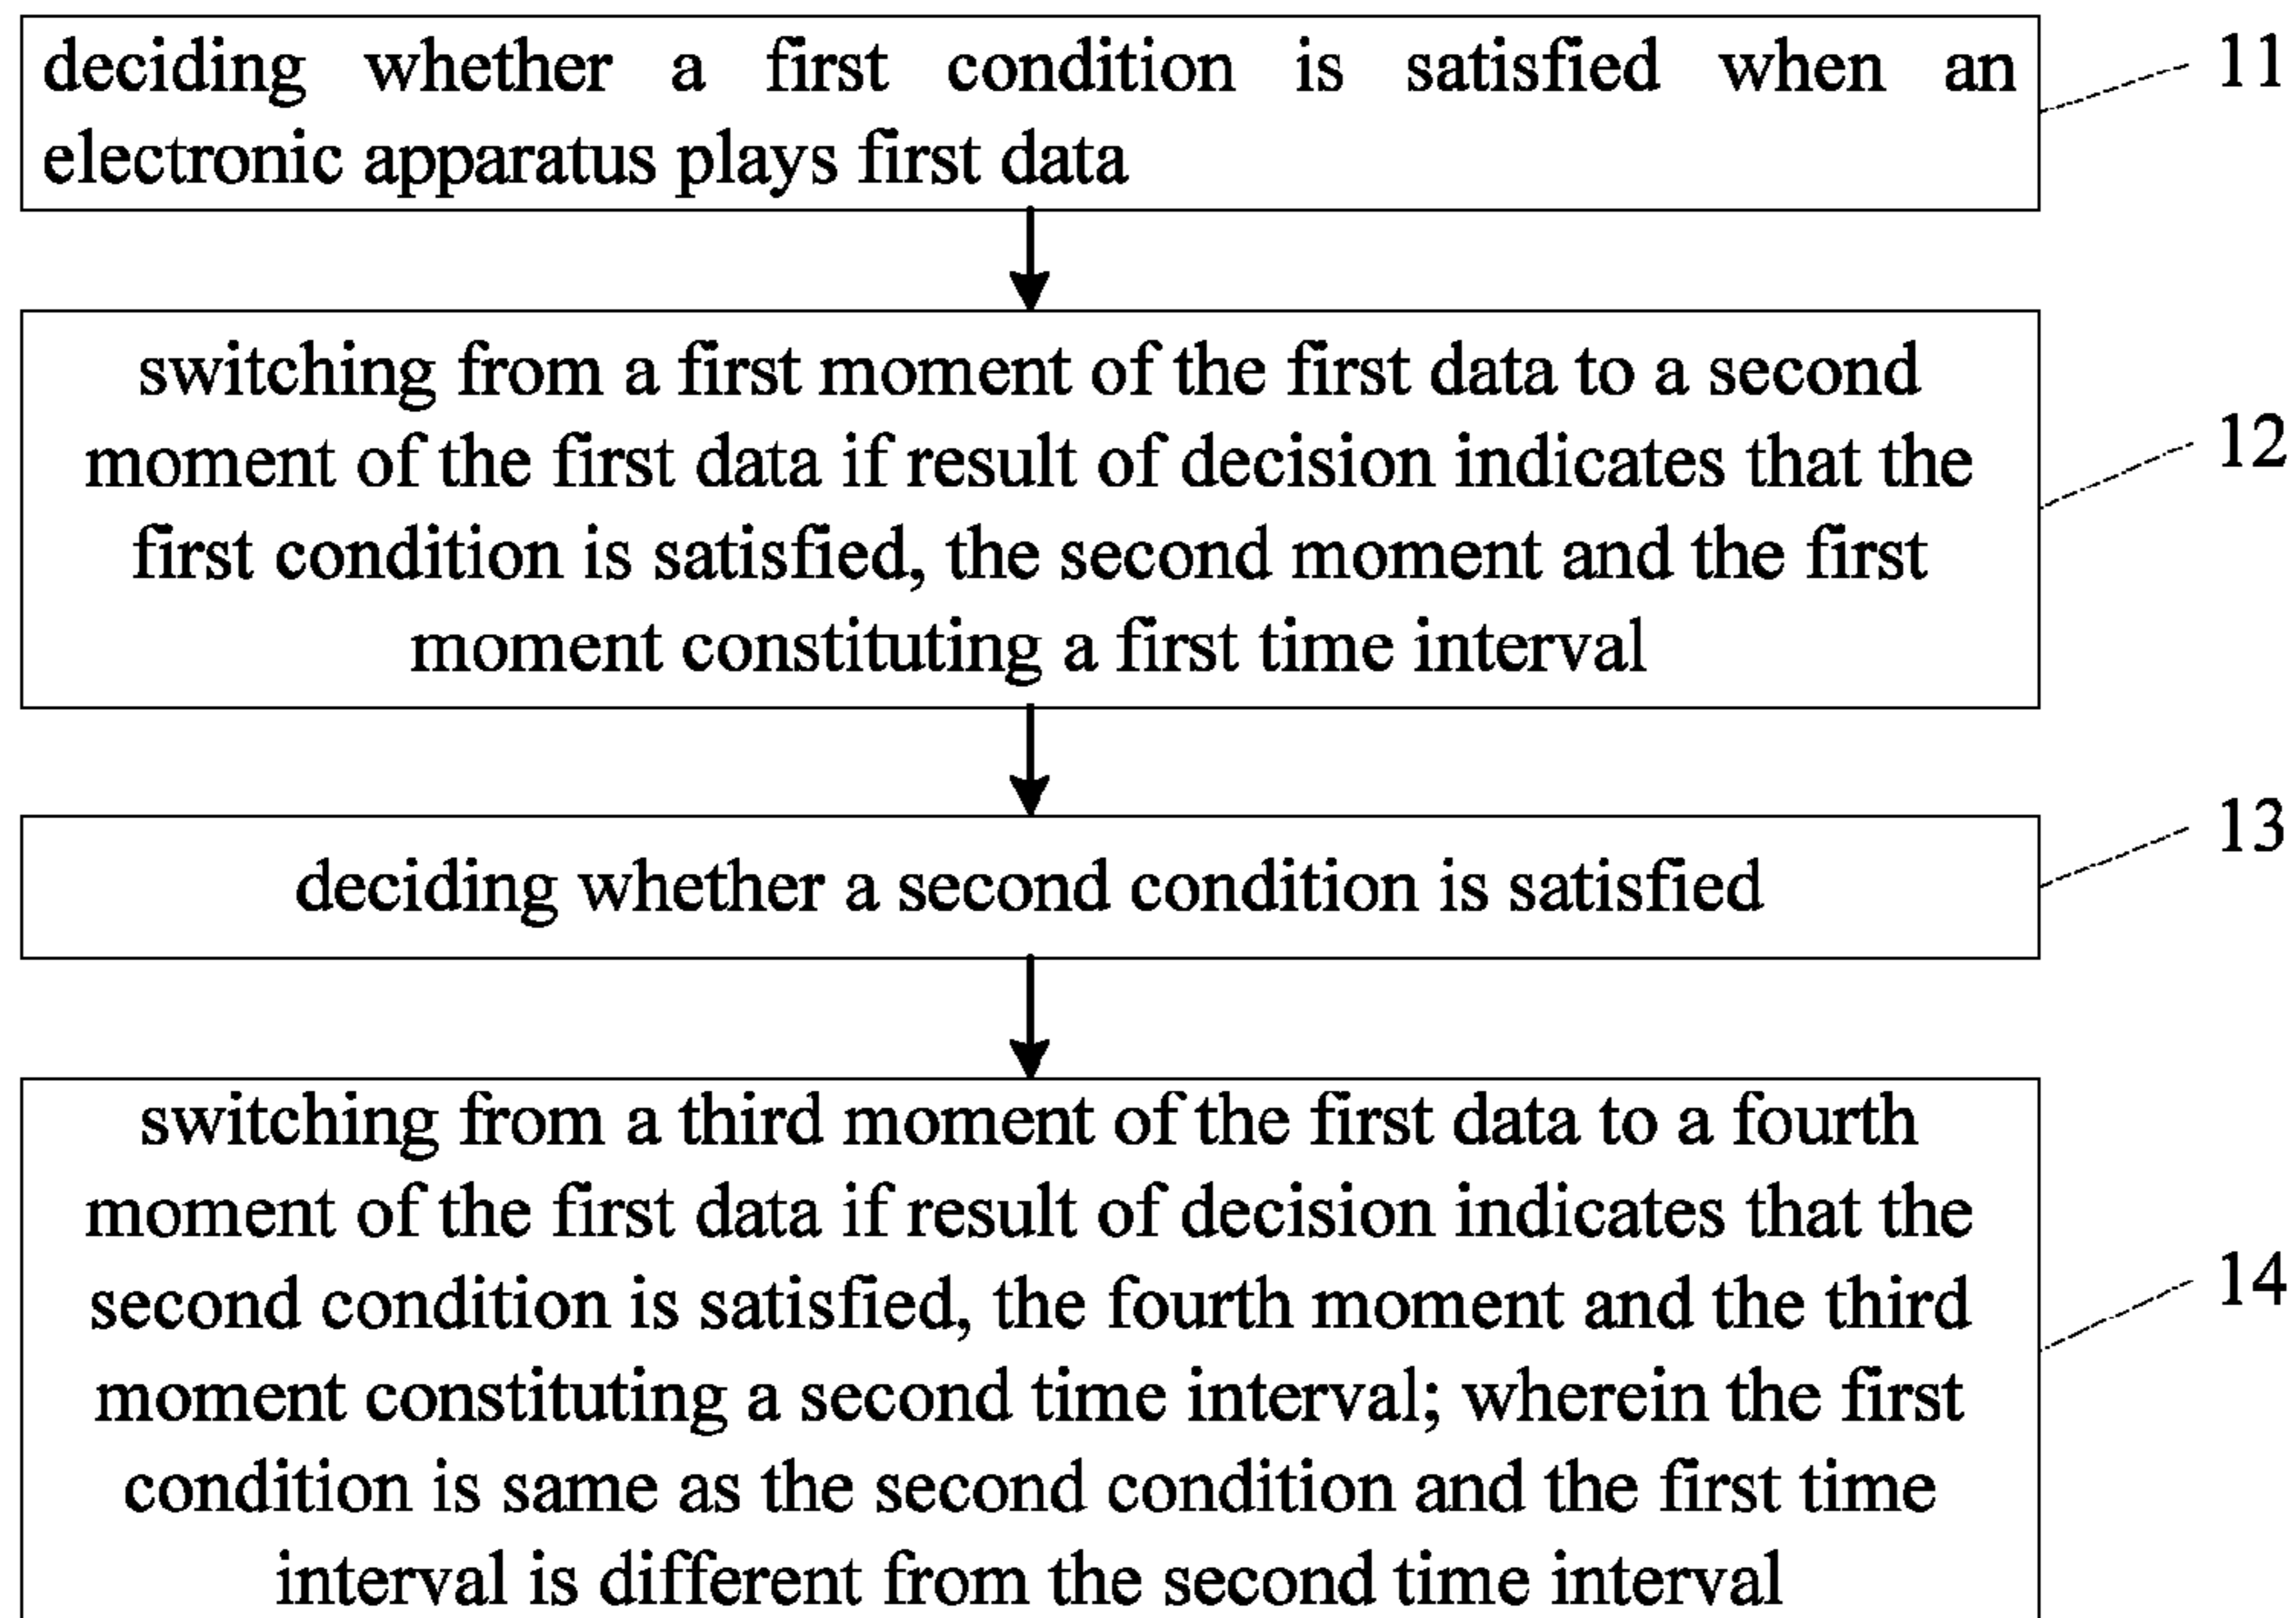 deciding whether a first condition is satisfied when an
electronic apparatus plays first data
11
switching from a first moment of the first data to a second
moment of the first data if result of decision indicates that the
first condition is satisfied, the second moment and the first
moment constituting a first time interval
12
deciding whether a second condition is satisfied
13
switching from a third moment of the first data to a fourth
moment of the first data if result of decision indicates that the
second condition is satisfied, the fourth moment and the third
moment constituting a second time interval; wherein the first
condition is same as the second condition and the first time
interval is different from the second time interval
14